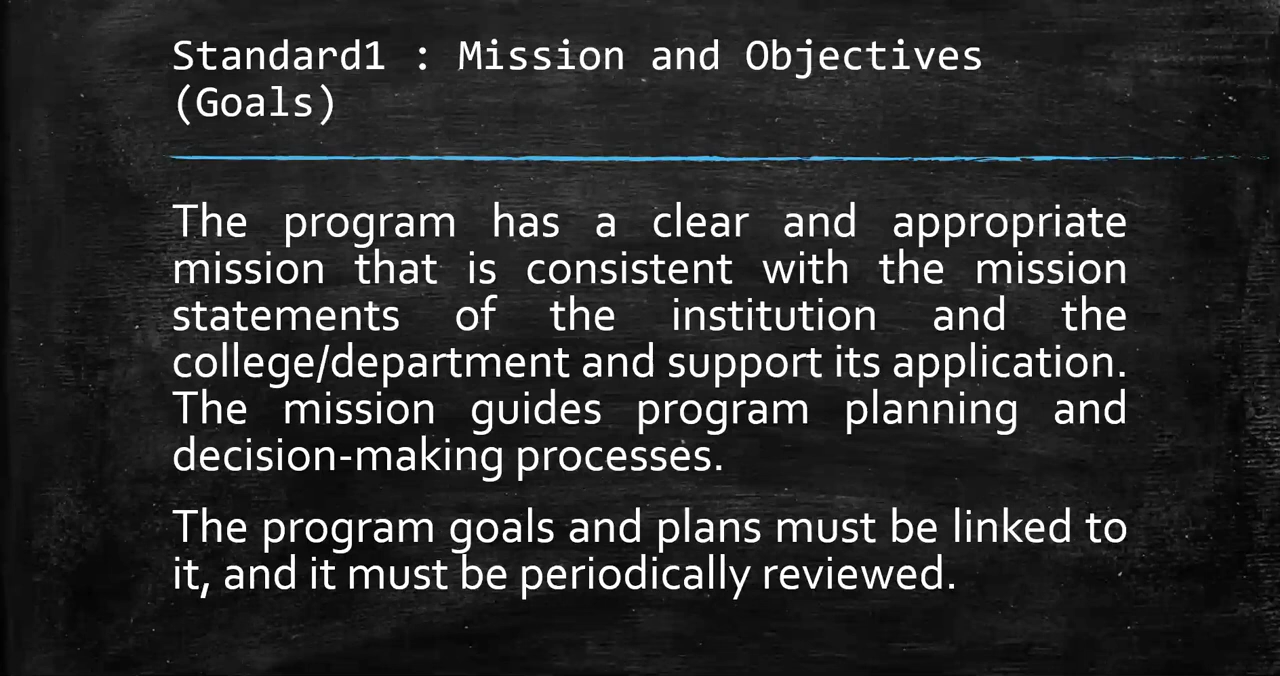 Standard1 : Mission and Objectives
(Goals)
The program has a clear and appropriate
mission that is consistent with the mission
statements of the institution and the
college/department and support its application.
The mission guides program planning and
decision-making processes.
The program goals and plans must be linked to
it, and it must be periodically reviewed.